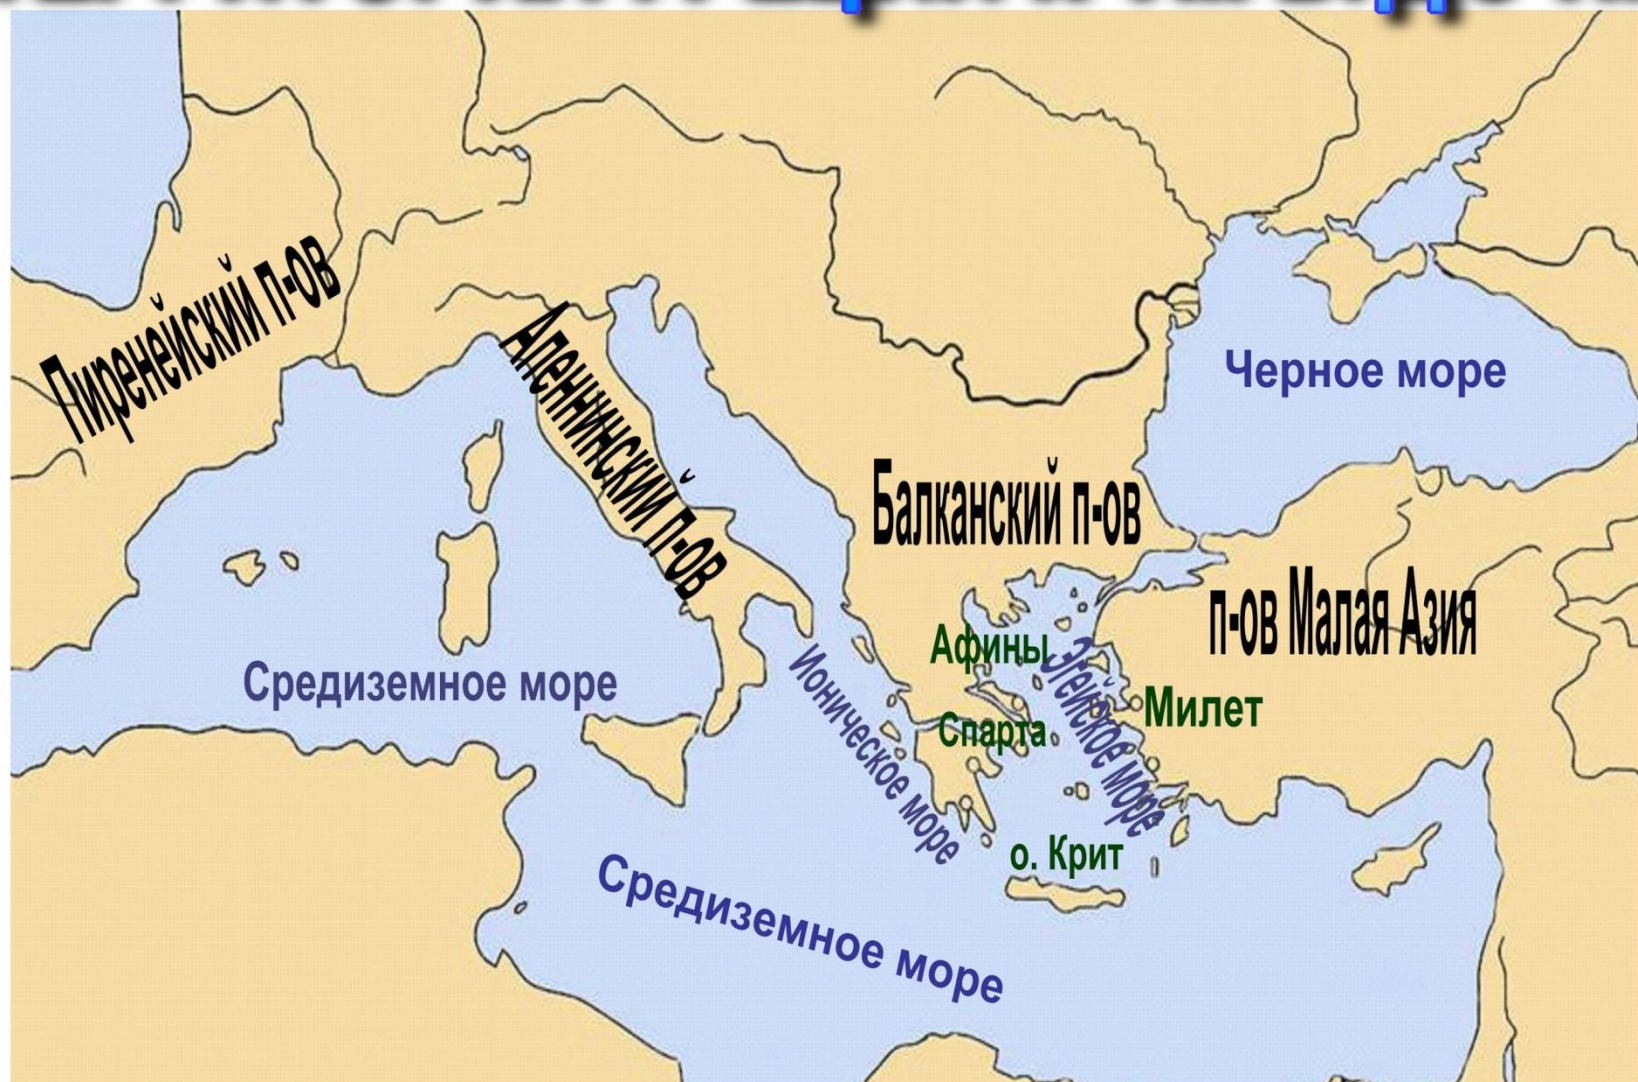 Пиренейский п-ов
Апеннинский п-ов
Черное море
Балканский п-ов
п-ов Малая Азия
Афины
Эгейское море
Средиземное море
Ионическое море
Милет
Спарта
о. Крит
Средиземное море